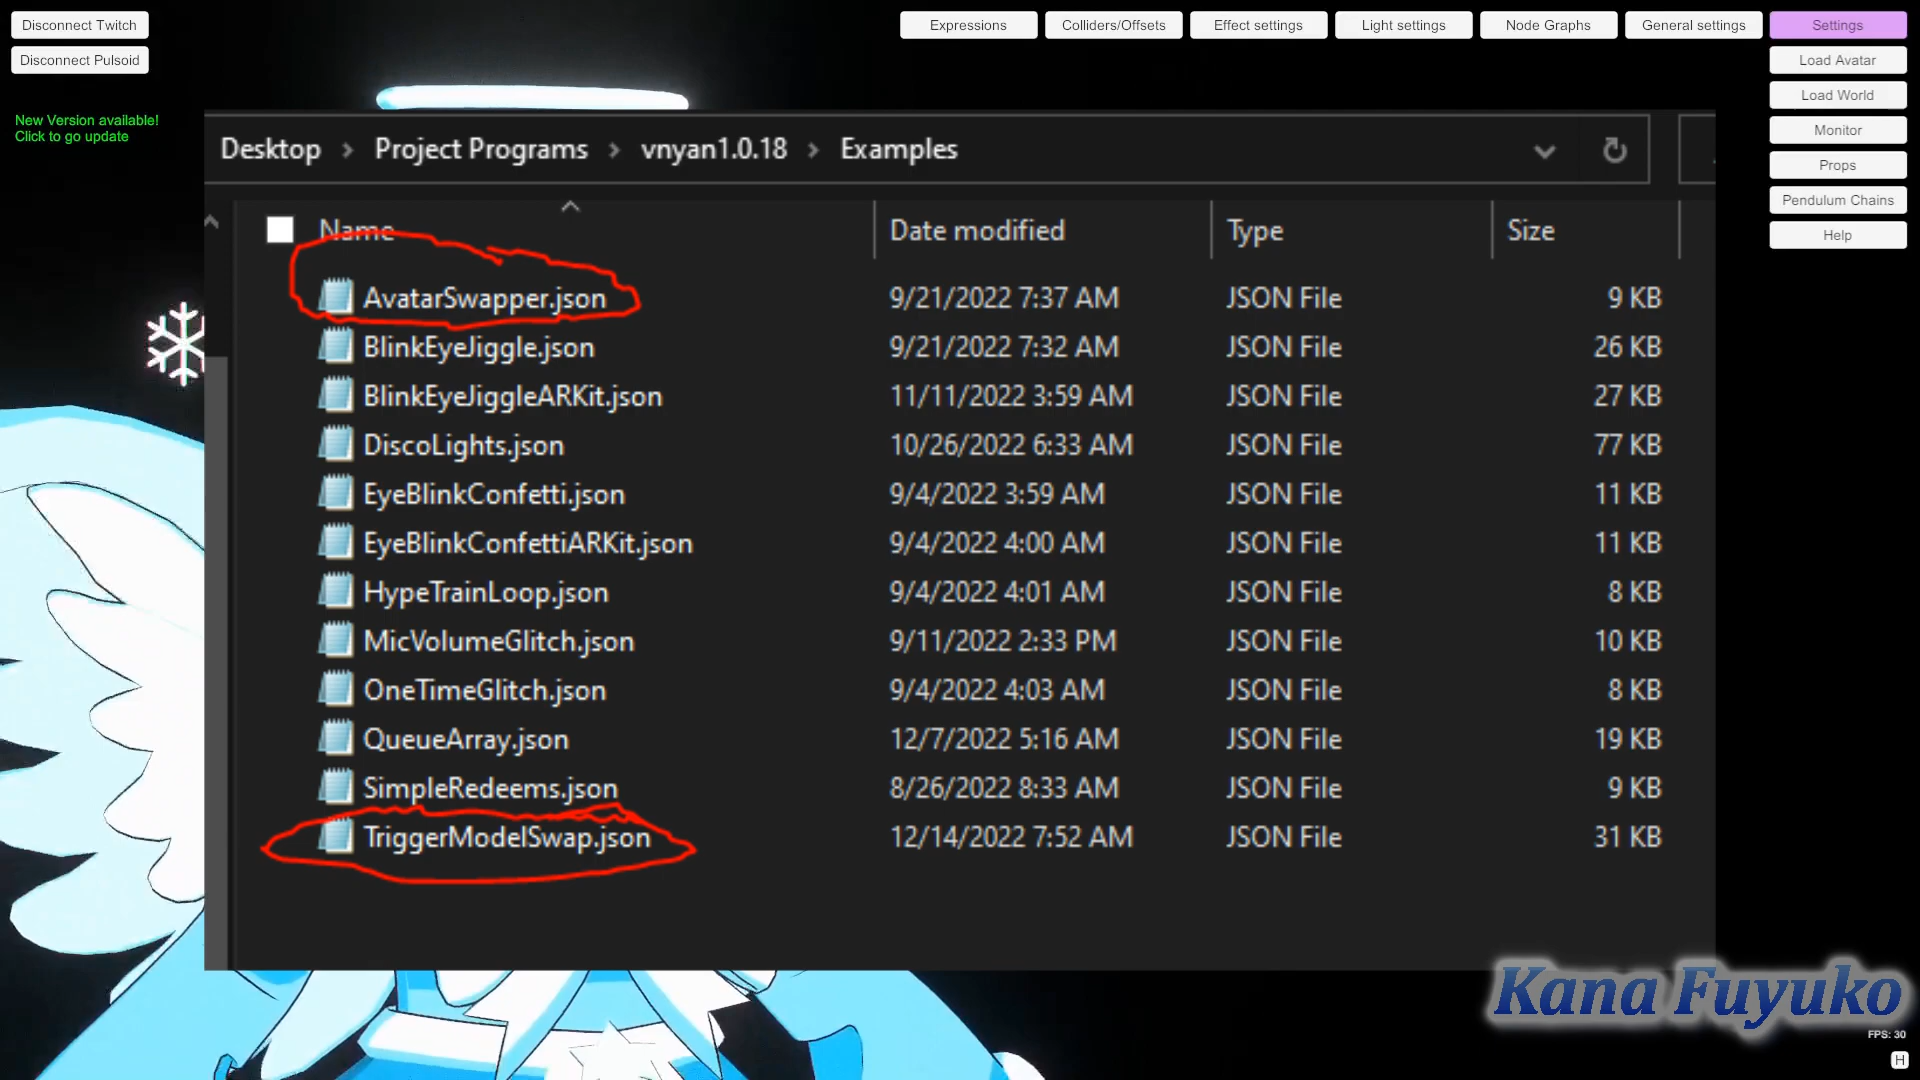 Disconnect Twitch
Expressions
Colliders/Offsets
Effect settings
Light settings
Node Graphs
General settings
Settings
Disconnect Pulsoid
Load Avatar
Load World
Monitor
Props
Pendulum Chains
Help
New Version available!
Click to go update
Desktop > Project Programs > vnyan1.0.18 > Examples
Name Date modified Type Size
AvatarSwapper.json 9/21/2022 7:37 AM JSON File 9 KB
BlinkEyeJiggle.json 9/21/2022 7:32 AM JSON File 26 KB
BlinkEyeJiggleARKit.json 11/11/2022 3:59 AM JSON File 27 KB
DiscoLights.json 10/26/2022 6:33 AM JSON File 77 KB
EyeBlinkConfetti.json 9/4/2022 3:59 AM JSON File 11 KB
EyeBlinkConfettiARKit.json 9/4/2022 4:00 AM JSON File 11 KB
HypeTrainLoop.json 9/4/2022 4:01 AM JSON File 8 KB
MicVolumeGlitch.json 9/11/2022 2:33 PM JSON File 10 KB
OneTimeGlitch.json 9/4/2022 4:03 AM JSON File 8 KB
QueueArray.json 12/7/2022 5:16 AM JSON File 19 KB
SimpleRedeems.json 8/26/2022 8:33 AM JSON File 9 KB
TriggerModelSwap.json 12/14/2022 7:52 AM JSON File 31 KB
Kana Fuyuko
FPS: 30
H